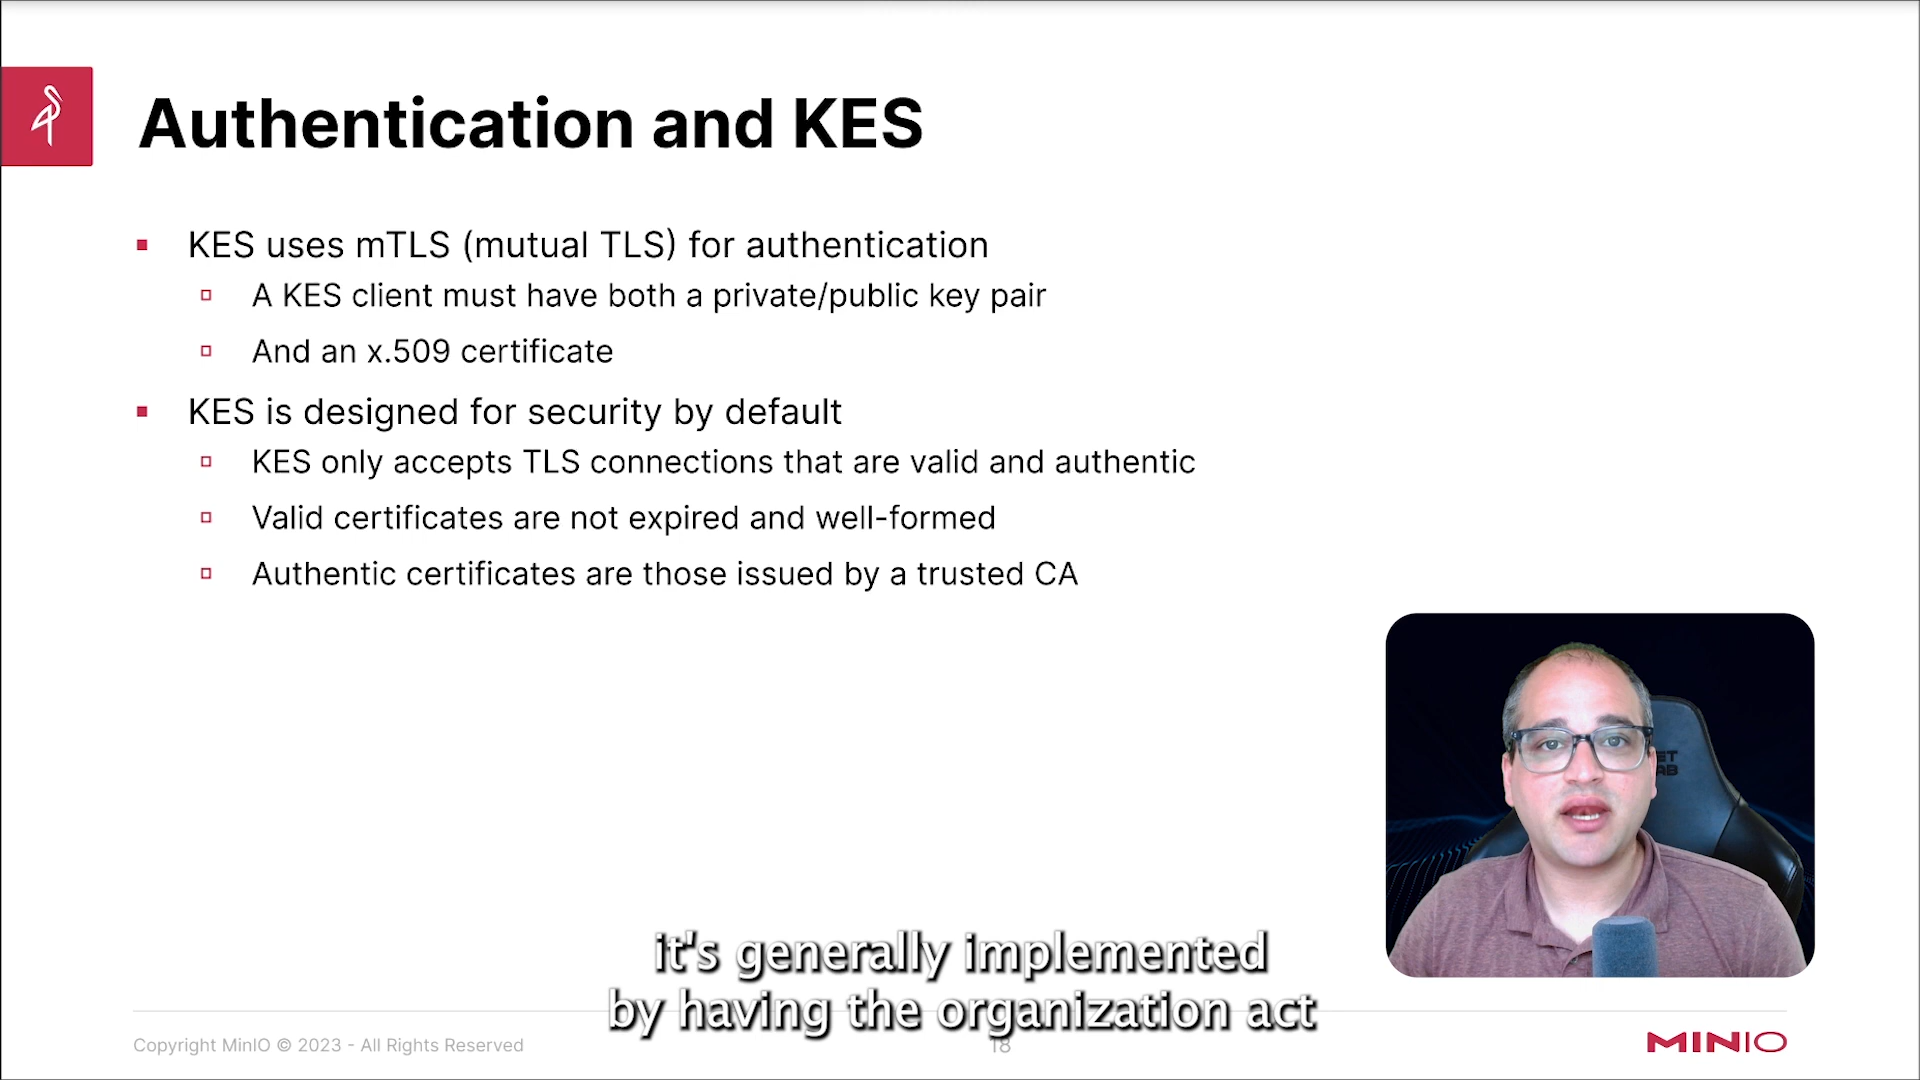 Authentication and KES
KES uses mTLS (mutual TLS) for authentication
A KES client must have both a private/public key pair
And an x.509 certificate
KES is designed for security by default
KES only accepts TLS connections that are valid and authentic
Valid certificates are not expired and well-formed
Authentic certificates are those issued by a trusted CA
it's generally implemented
by having the organization act
Copyright MinIO © 2023 - All Rights Reserved
18
MINIO